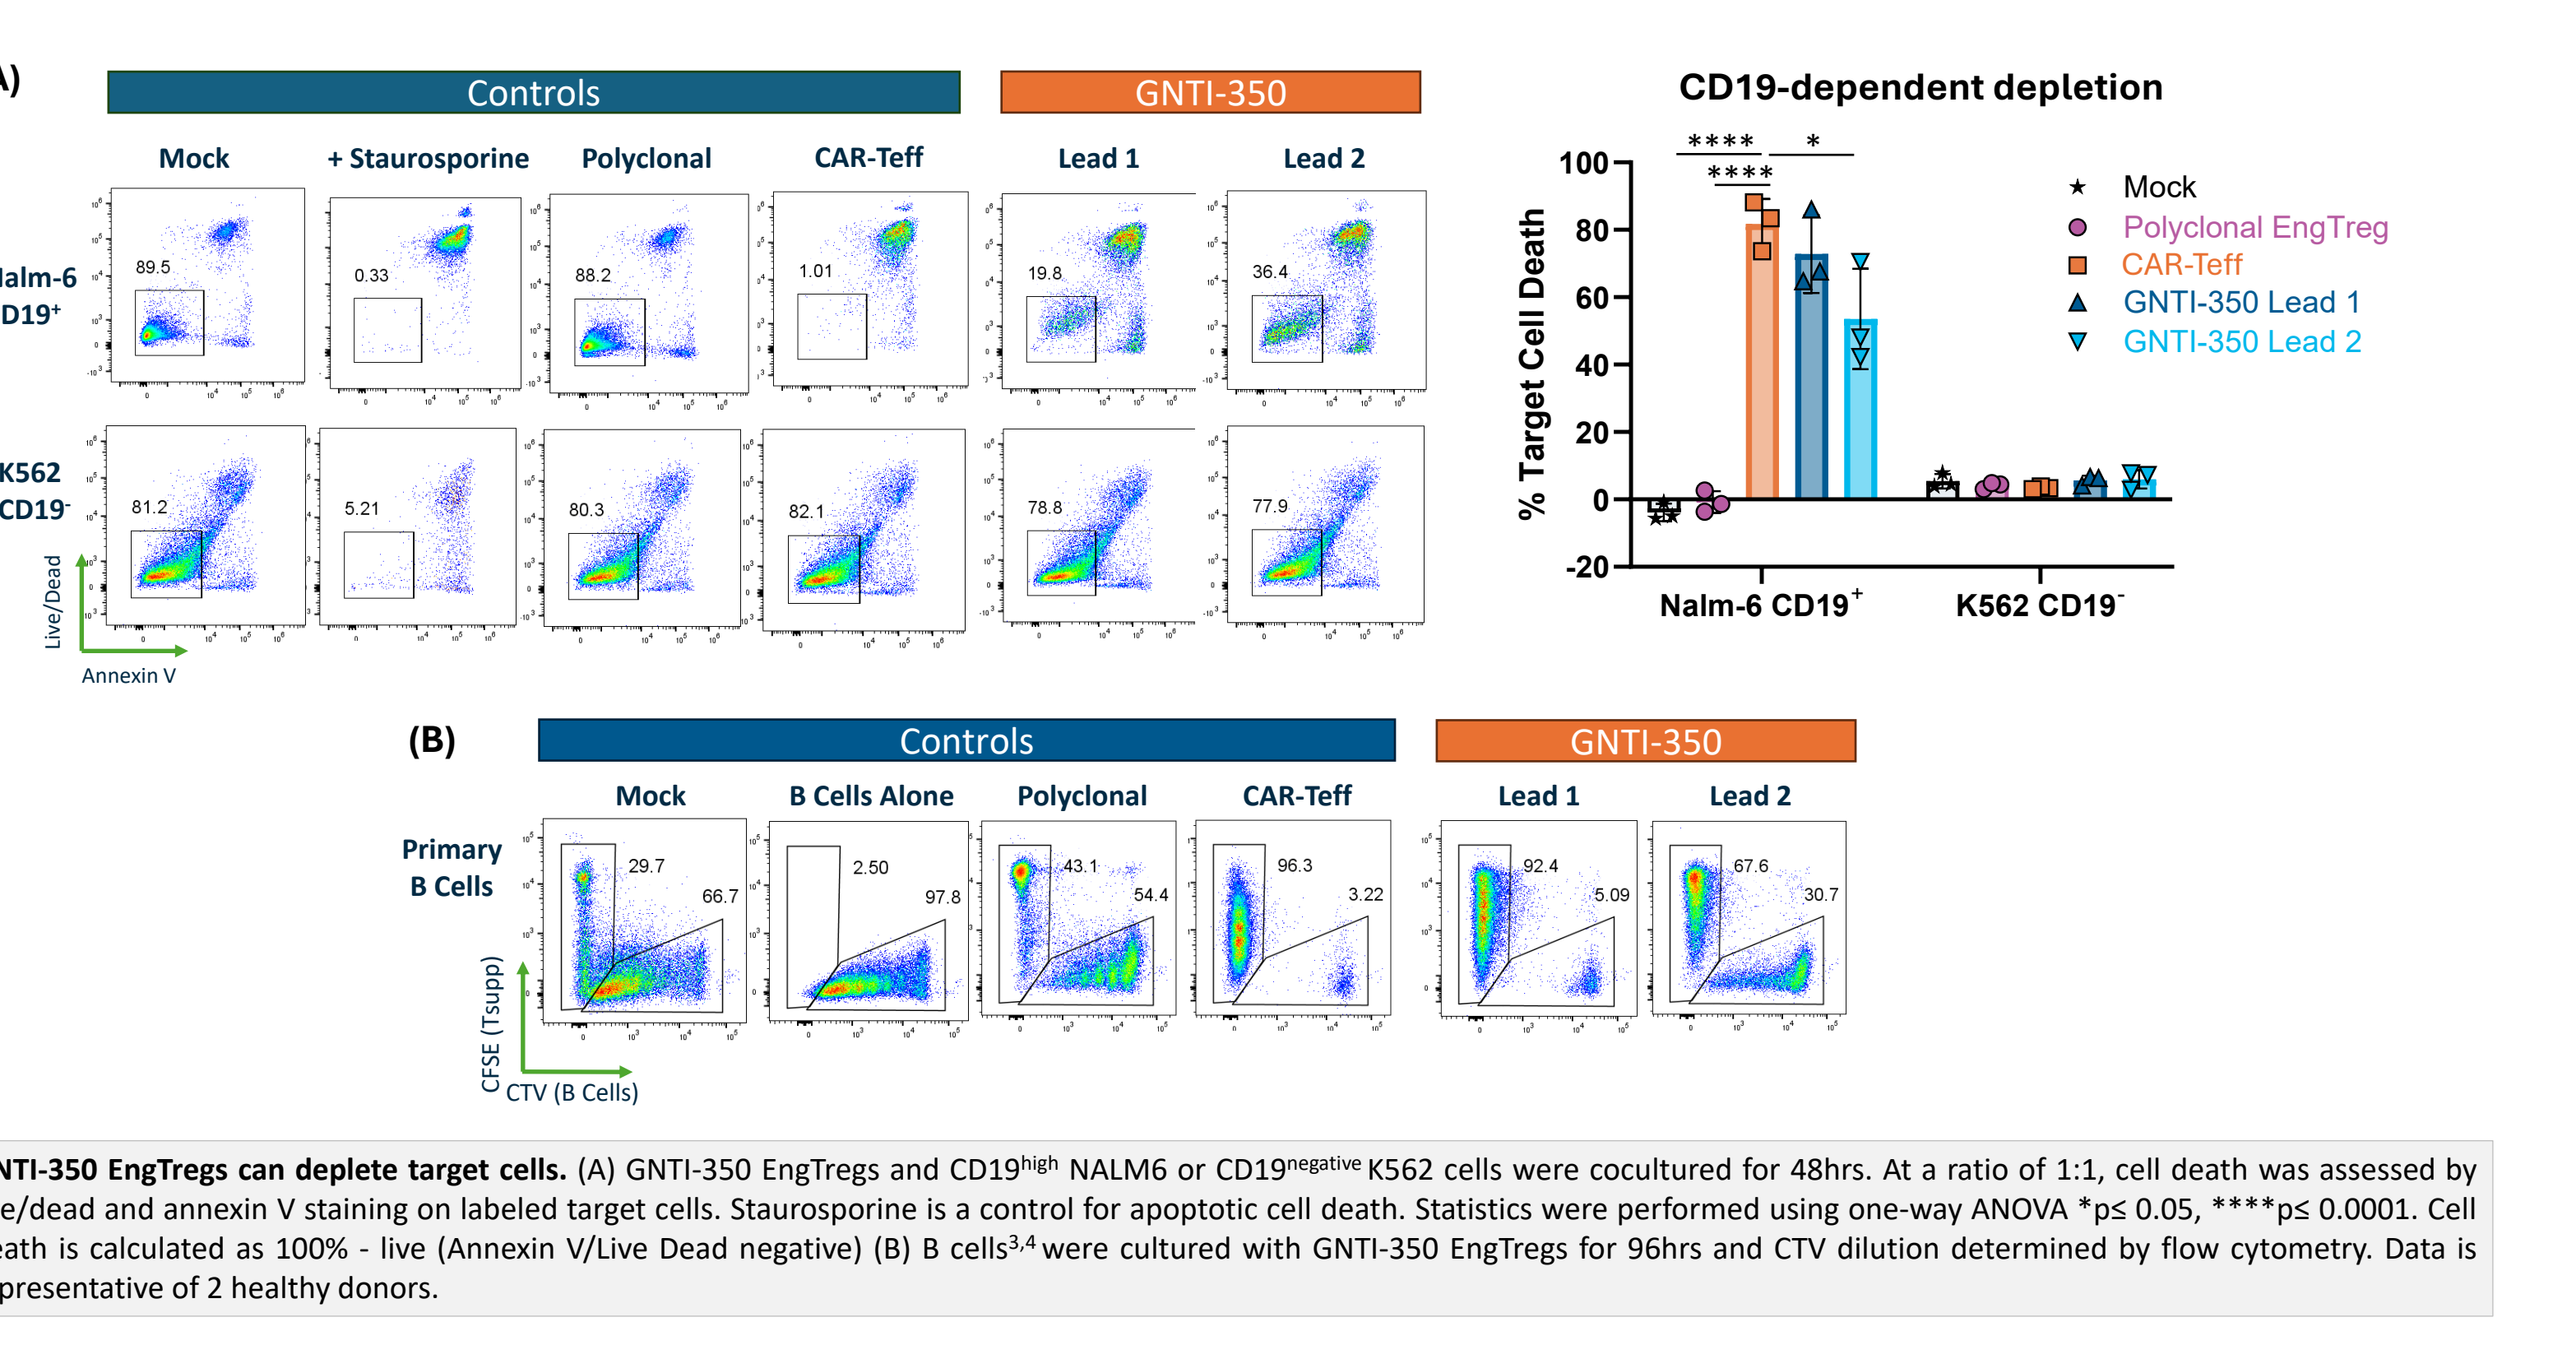 A)
Controls
GNTI-350
Mock
+ Staurosporine
Polyclonal
CAR-Teff
Lead 1
Lead 2
Nalm-6
CD19+
89.5
0.33
88.2
1.01
19.8
36.4
K562
CD19-
81.2
5.21
80.3
82.1
78.8
77.9
Live/Dead
Annexin V
CD19-dependent depletion
**** *
****
% Target Cell Death
100
80
60
40
20
0
-20
Nalm-6 CD19+
K562 CD19-
Mock
Polyclonal EngTreg
CAR-Teff
GNTI-350 Lead 1
GNTI-350 Lead 2
(B)
Controls
GNTI-350
Mock
B Cells Alone
Polyclonal
CAR-Teff
Lead 1
Lead 2
Primary
B Cells
29.7
66.7
2.50
97.8
43.1
54.4
96.3
3.22
92.4
5.09
67.6
30.7
CFSE (Tsupp)
CTV (B Cells)
NTI-350 EngTregs can deplete target cells. (A) GNTI-350 EngTregs and CD19high NALM6 or CD19negative K562 cells were cocultured for 48hrs. At a ratio of 1:1, cell death was assessed by
e/dead and annexin V staining on labeled target cells. Staurosporine is a control for apoptotic cell death. Statistics were performed using one-way ANOVA *p≤ 0.05, ****p≤ 0.0001. Cell
ath is calculated as 100% - live (Annexin V/Live Dead negative) (B) B cells3,4 were cultured with GNTI-350 EngTregs for 96hrs and CTV dilution determined by flow cytometry. Data is
presentative of 2 healthy donors.